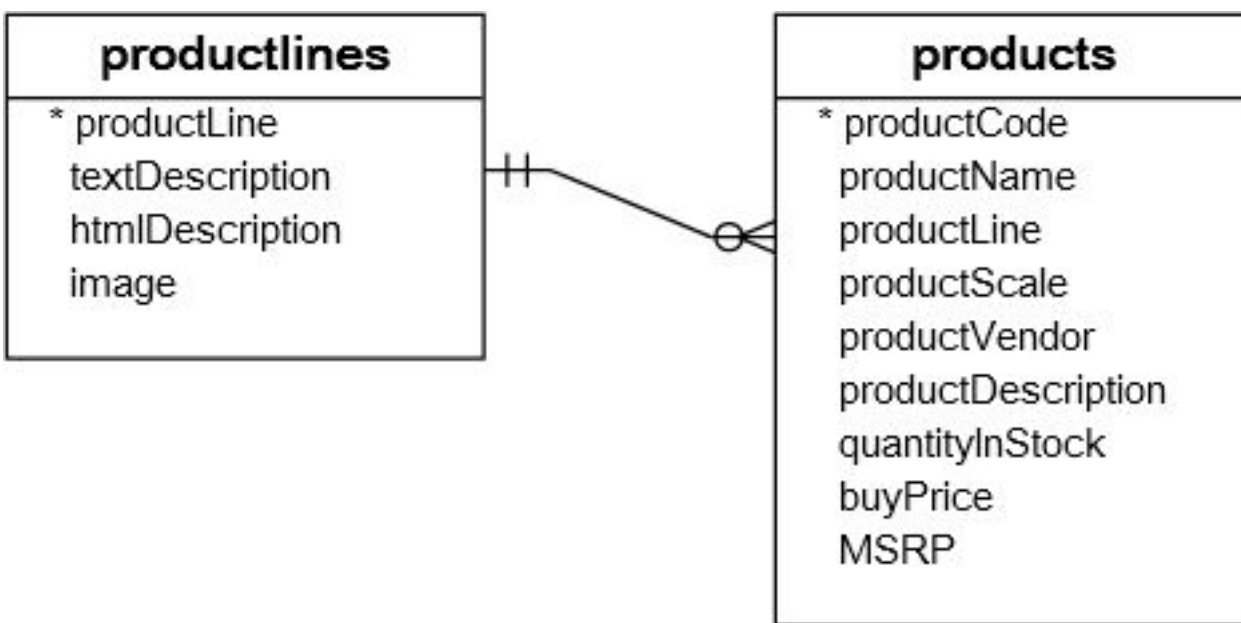 productlines
* productLine
textDescription
htmlDescription
image
products
* productCode
productName
productLine
productScale
productVendor
productDescription
quantityInStock
buyPrice
MSRP